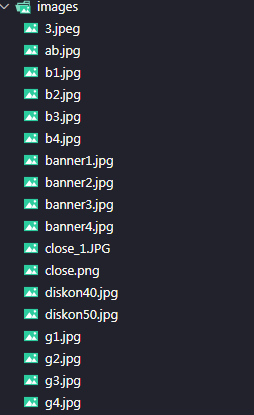 images
3.jpeg
ab.jpg
b1.jpg
b2.jpg
b3.jpg
b4.jpg
banner1.jpg
banner2.jpg
banner3.jpg
banner4.jpg
close_1.JPG
close.png
diskon40.jpg
diskon50.jpg
g1.jpg
g2.jpg
g3.jpg
g4.jpg